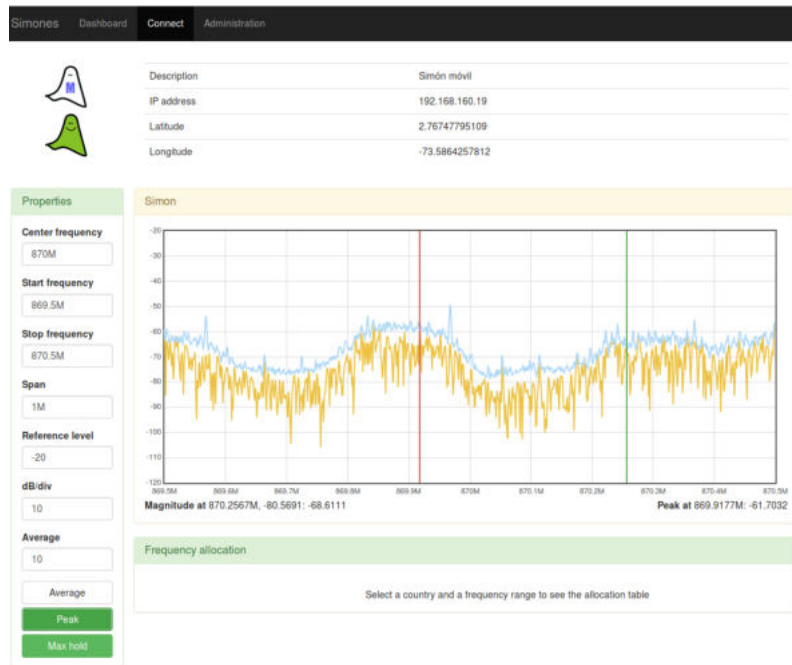 Simones Dashboard Connect Administration
M
Description Simón móvil
IP address 192.168.160.19
Latitude 2.76747795109
Longitude -73.5864257812
Properties
Center frequency
870M
Start frequency
869.5M
Stop frequency
870.5M
Span
1M
Reference level
-20
dB/div
10
Average
10
Average
Peak
Max hold
Simon
-20
-30
-40
-50
-60
-70
-80
-90
-100
-110
-120
869.5M 869.6M 869.7M 869.8M 869.9M 870M 870.1M 870.2M 870.3M 870.4M 870.5M
Magnitude at 870.2567M, -80.5691: -68.6111 Peak at 869.9177M: -61.7032
Frequency allocation
Select a country and a frequency range to see the allocation table